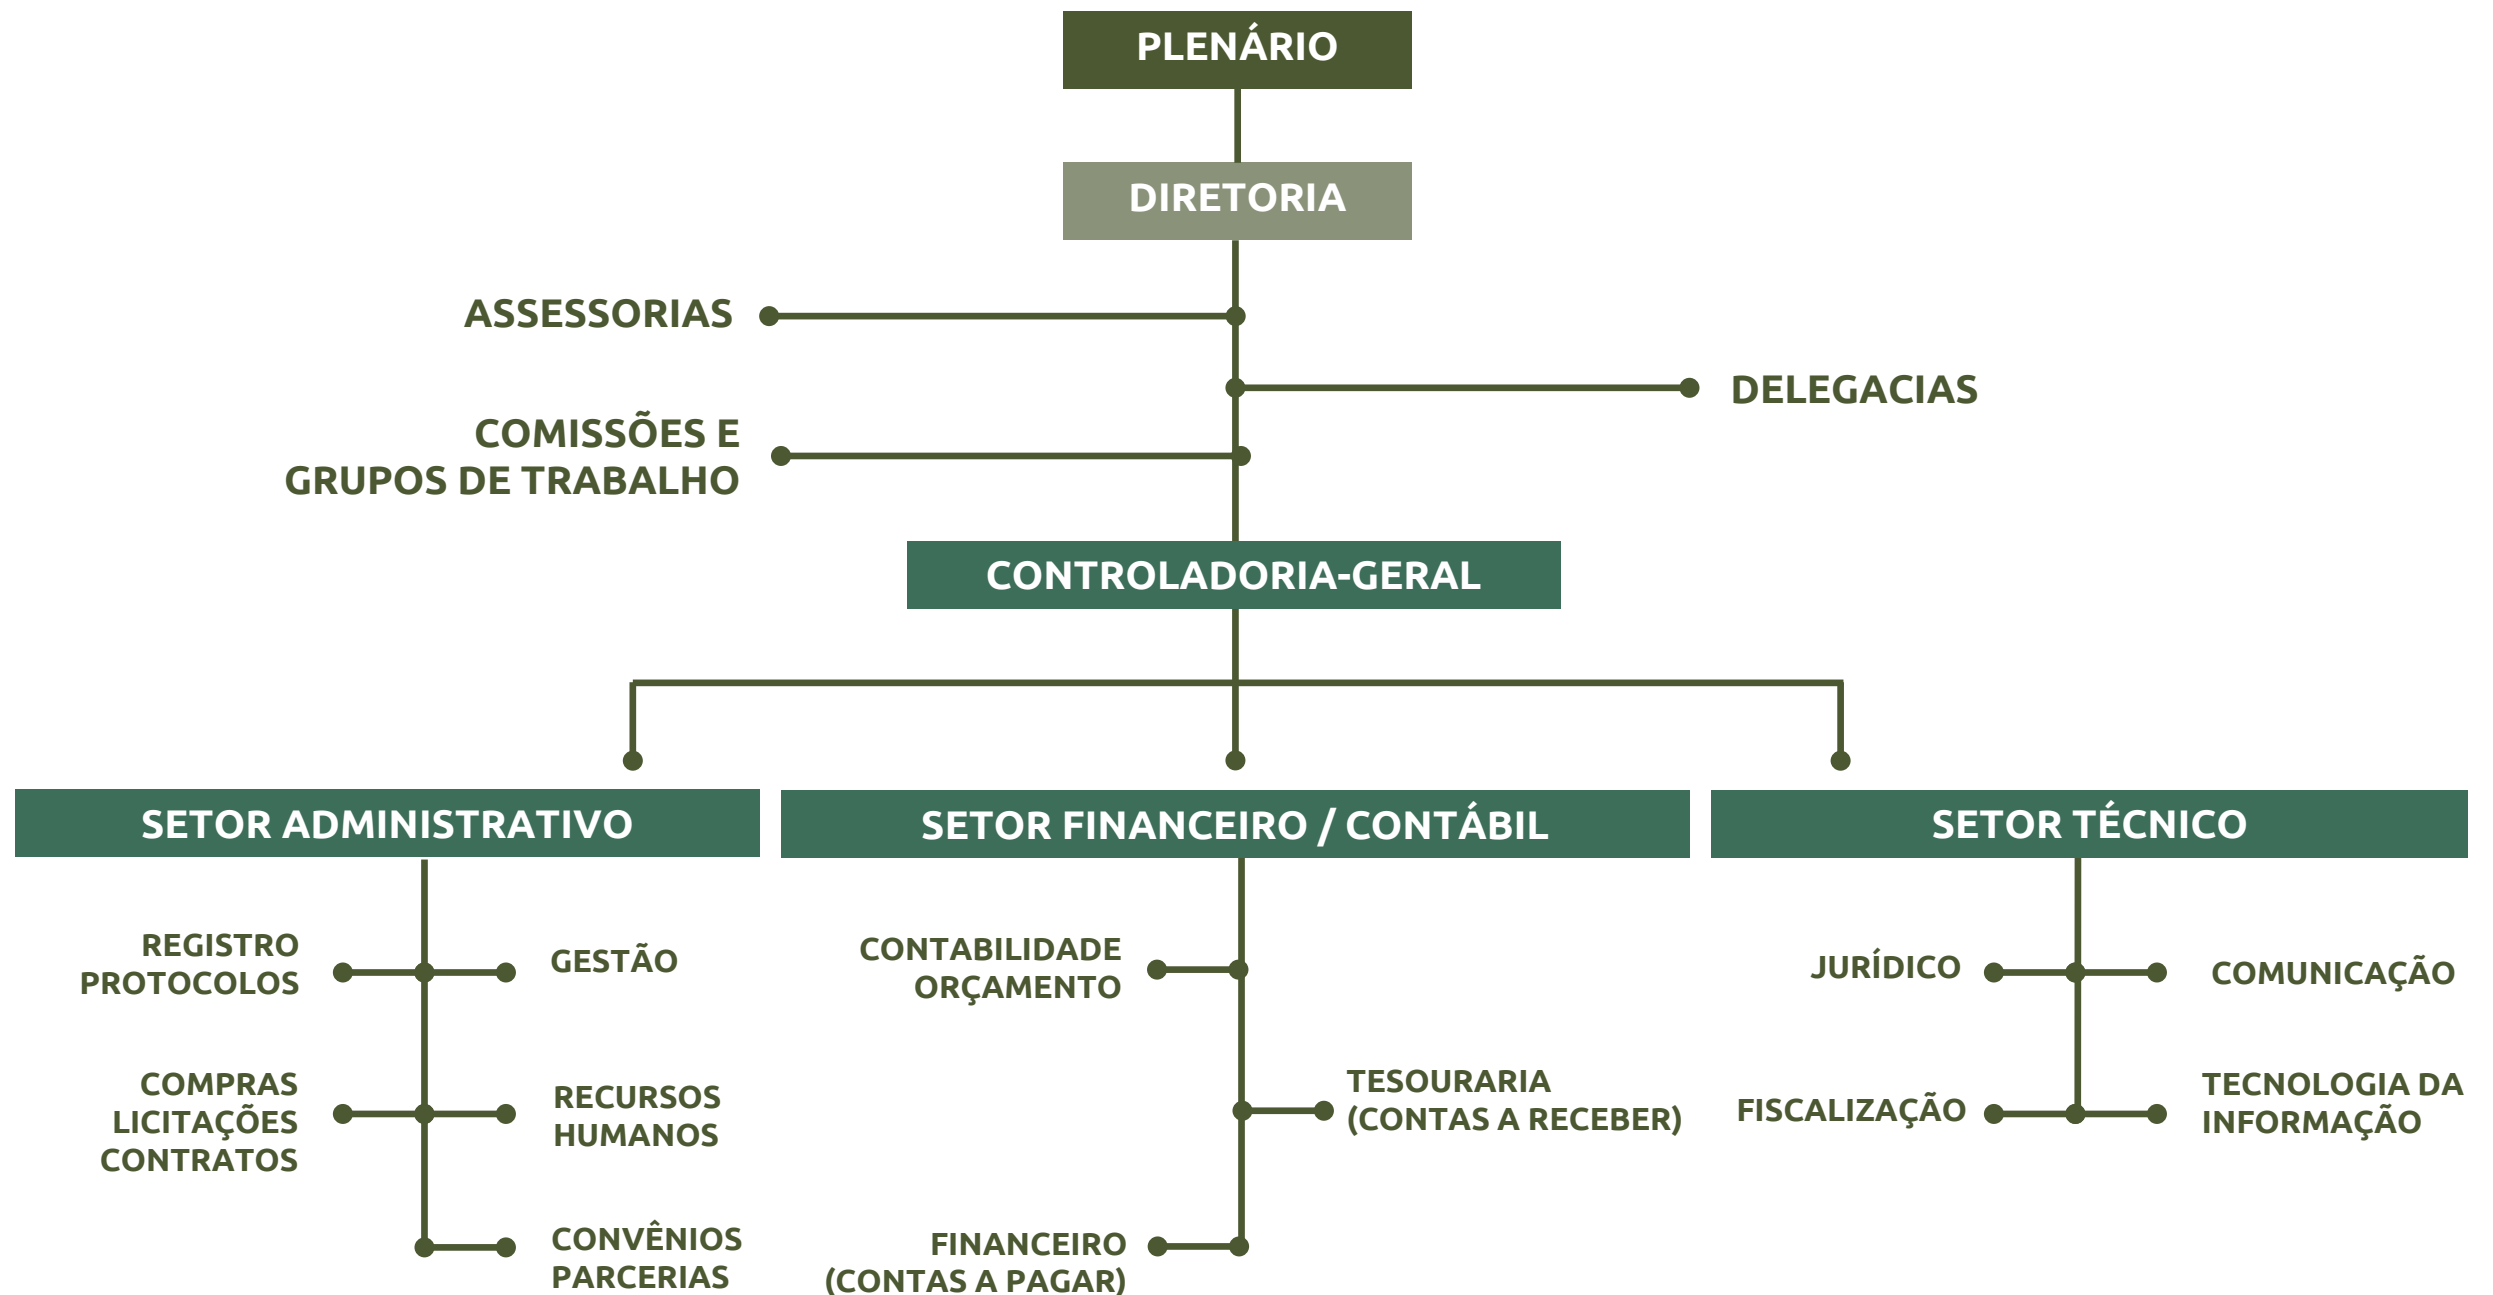 PLENÁRIO
DIRETORIA
ASSESSORIAS
DELEGACIAS
COMISSÕES E
GRUPOS DE TRABALHO
CONTROLADORIA-GERAL
SETOR ADMINISTRATIVO
REGISTRO
PROTOCOLOS
GESTÃO
COMPRAS
LICITAÇÕES
CONTRATOS
RECURSOS
HUMANOS
CONVÊNIOS
PARCERIAS
SETOR FINANCEIRO / CONTÁBIL
CONTABILIDADE
ORÇAMENTO
TESOURARIA
(CONTAS A RECEBER)
FINANCEIRO
(CONTAS A PAGAR)
SETOR TÉCNICO
JURÍDICO
COMUNICAÇÃO
FISCALIZAÇÃO
TECNOLOGIA DA
INFORMAÇÃO